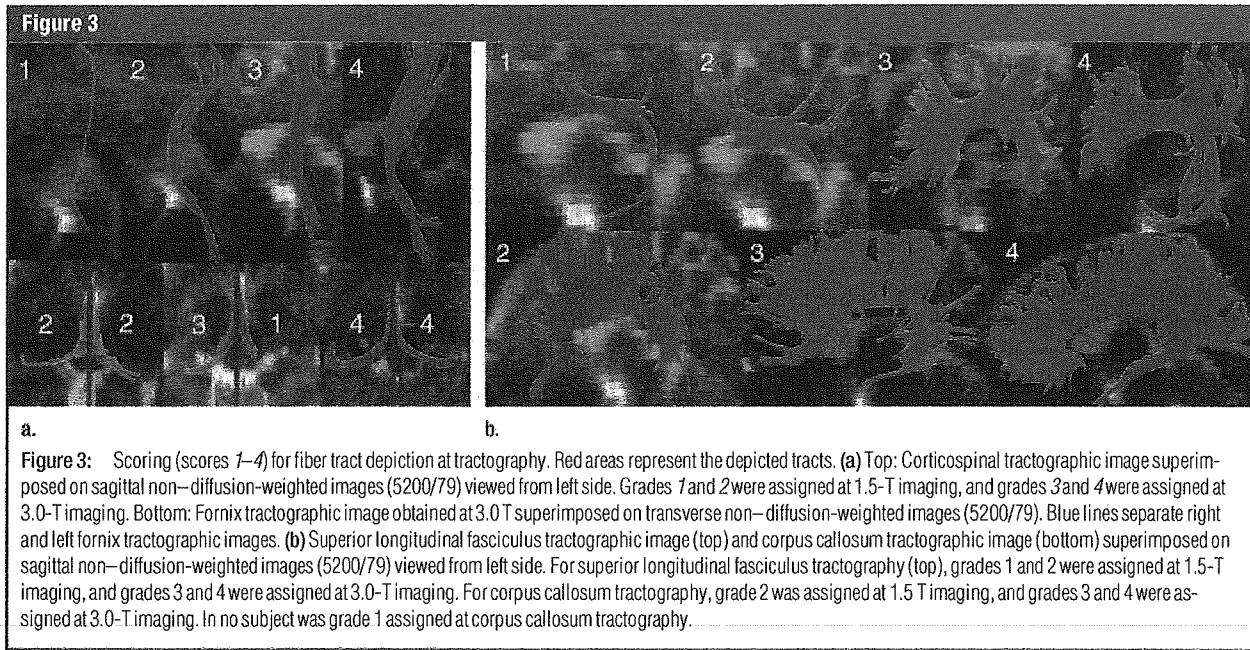 Figure 3
1 2 3 4
1 2 3 4
2 2 3 1 4 4
2 3 4
a.
b.
Figure 3: Scoring (scores 1–4) for fiber tract depiction at tractography. Red areas represent the depicted tracts. (a) Top: Corticospinal tractographic image superim-
posed on sagittal non–diffusion-weighted images (5200/79) viewed from left side. Grades 1 and 2 were assigned at 1.5-T imaging, and grades 3 and 4 were assigned at
3.0-T imaging. Bottom: Fornix tractographic image obtained at 3.0 T superimposed on transverse non–diffusion-weighted images (5200/79). Blue lines separate right
and left fornix tractographic images. (b) Superior longitudinal fasciculus tractographic image (top) and corpus callosum tractographic image (bottom) superimposed on
sagittal non–diffusion-weighted images (5200/79) viewed from left side. For superior longitudinal fasciculus tractography (top), grades 1 and 2 were assigned at 1.5-T
imaging, and grades 3 and 4 were assigned at 3.0-T imaging. For corpus callosum tractography, grade 2 was assigned at 1.5 T imaging, and grades 3 and 4 were as-
signed at 3.0-T imaging. In no subject was grade 1 assigned at corpus callosum tractography.